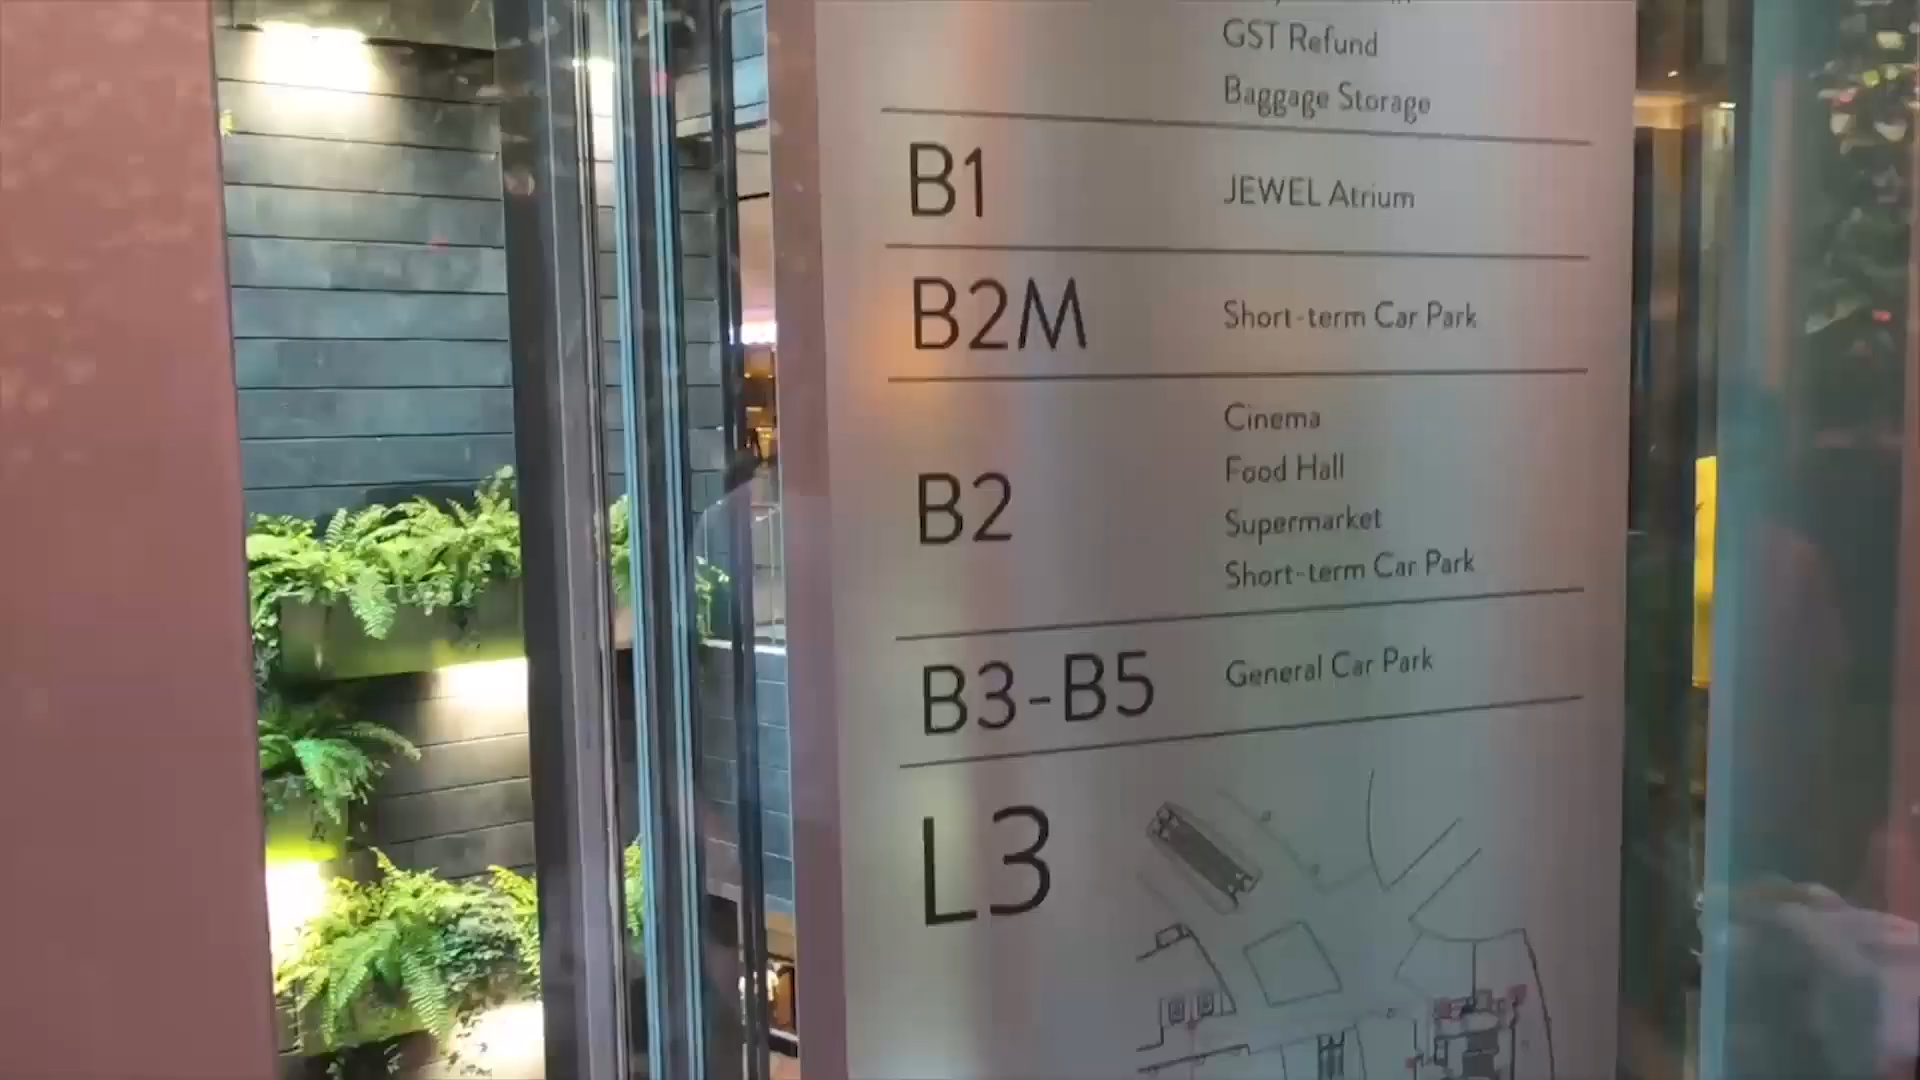 GST Refund
Baggage Storage
B1 JEWEL Atrium
B2M Short-term Car Park
B2
Cinema
Food Hall
Supermarket
Short-term Car Park
B3-B5 General Car Park
L3